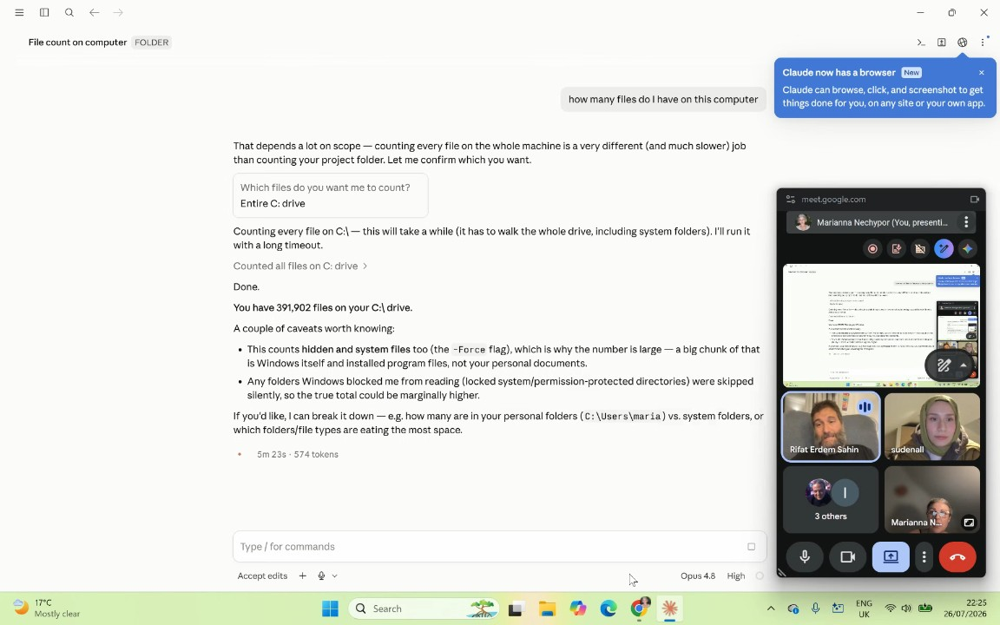 File count on computer FOLDER
Claude now has a browser New
Claude can browse, click, and screenshot to get
things done for you, on any site or your own app.
how many files do I have on this computer
That depends a lot on scope — counting every file on the whole machine is a very different (and much slower) job
than counting your project folder. Let me confirm which you want.
Which files do you want me to count?
Entire C: drive
Counting every file on C:\ — this will take a while (it has to walk the whole drive, including system folders). I'll run it
with a long timeout.
Counted all files on C: drive
Done.
You have 391,902 files on your C:\ drive.
A couple of caveats worth knowing:
• This counts hidden and system files too (the -Force flag), which is why the number is large — a big chunk of that
is Windows itself and installed program files, not your personal documents.
• Any folders Windows blocked me from reading (locked system/permission-protected directories) were skipped
silently, so the true total could be marginally higher.
If you'd like, I can break it down — e.g. how many are in your personal folders (C:\Users\maria) vs. system folders, or
which folders/file types are eating the most space.
5m 23s · 574 tokens
Type / for commands
Accept edits
Opus 4.8 High
meet.google.com
Marianna Nechypor (You, presenti...
Rifat Erdem Sahin
sudenall
I
3 others
Marianna N...
17°C
Mostly clear
Search
ENG
UK
22:25
26/07/2026